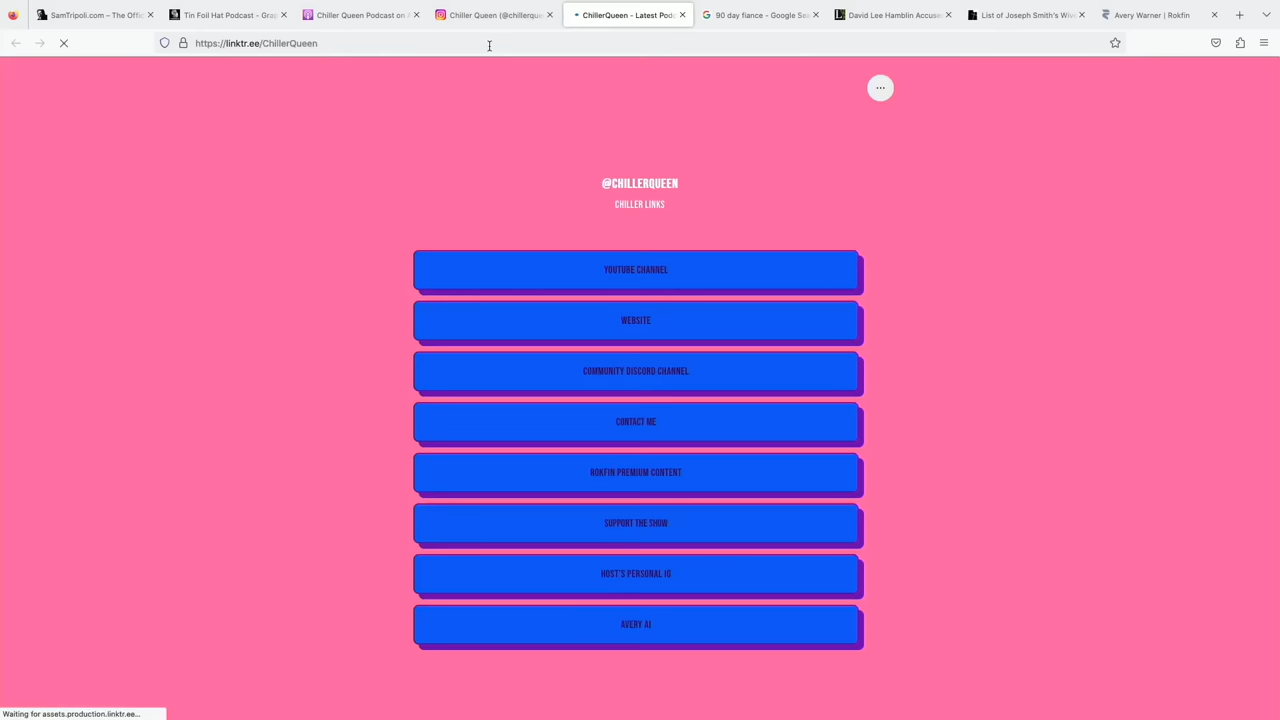 SamTripoli.com – The Offi
Tin Foil Hat Podcast - Grap
Chiller Queen Podcast on A
Chiller Queen (@chillerque
ChillerQueen - Latest Pod
90 day fiance - Google Sea
David Lee Hamblin Accuse
List of Joseph Smith's Wiv
Avery Warner | Rokfin
https://linktr.ee/ChillerQueen
@CHILLERQUEEN
CHILLER LINKS
YOUTUBE CHANNEL
WEBSITE
COMMUNITY DISCORD CHANNEL
CONTACT ME
ROKFIN PREMIUM CONTENT
SUPPORT THE SHOW
HOST'S PERSONAL IG
AVERY AI
Waiting for assets.production.linktr.ee...